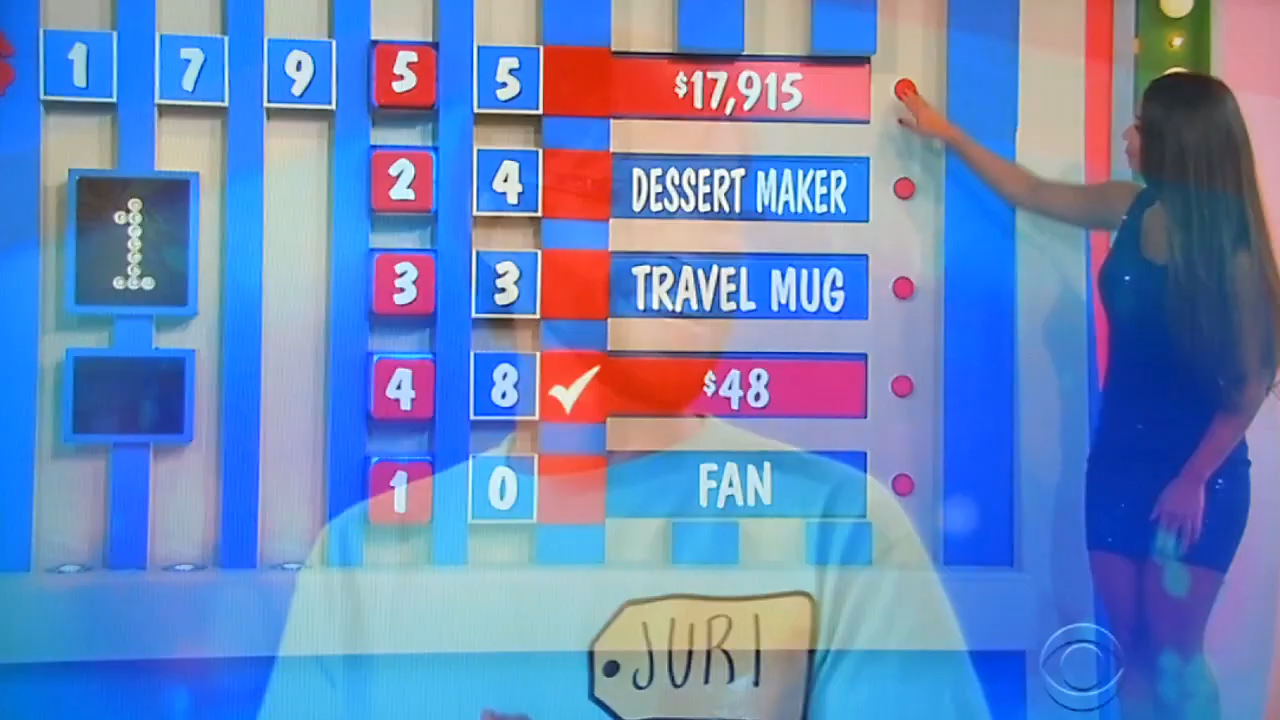 1 7 9 5 5 $17,915
2 4 DESSERT MAKER
1
3 3 TRAVEL MUG
4 8 $48
1 0 FAN
JURI